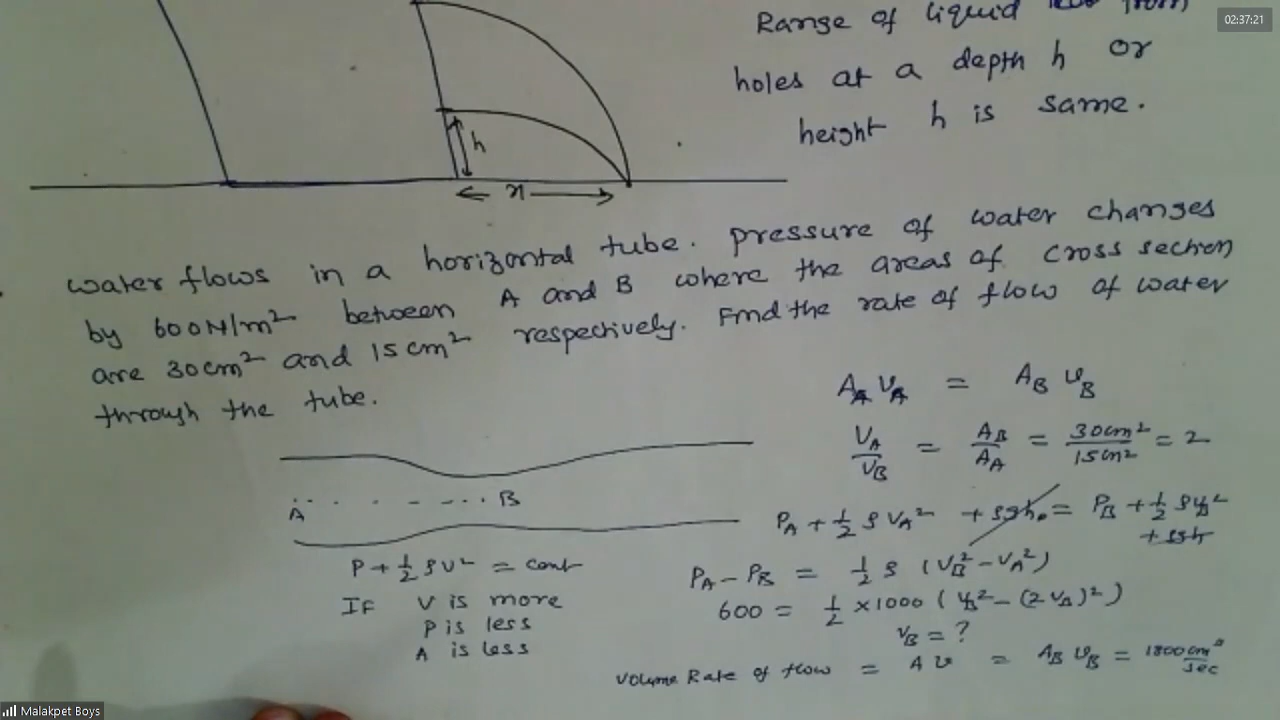 02:37:21
Range of liquid from
holes at a depth h or
height h is same.
h
x
water flows in a horizontal tube. pressure of water changes
by 600N/m² between A and B where the areas of cross section
are 30cm² and 15cm² respectively. Find the rate of flow of water
through the tube.
A_A V_A = A_B V_B
V_A/V_B = A_B/A_A = 30cm²/15cm² = 2
A B
P_A + 1/2 ρ V_A² + ρgh = P_B + 1/2 ρ V_B² + ρgh
P + 1/2 ρ V² = cont
IF V is more
P is less
A is less
P_A - P_B = 1/2 ρ (V_B² - V_A²)
600 = 1/2 × 1000 ( V_B² - (2 V_A)² )
V_B = ?
Volume Rate of flow = A V = A_B V_B = 1800 cm³/sec
Malakpet Boys